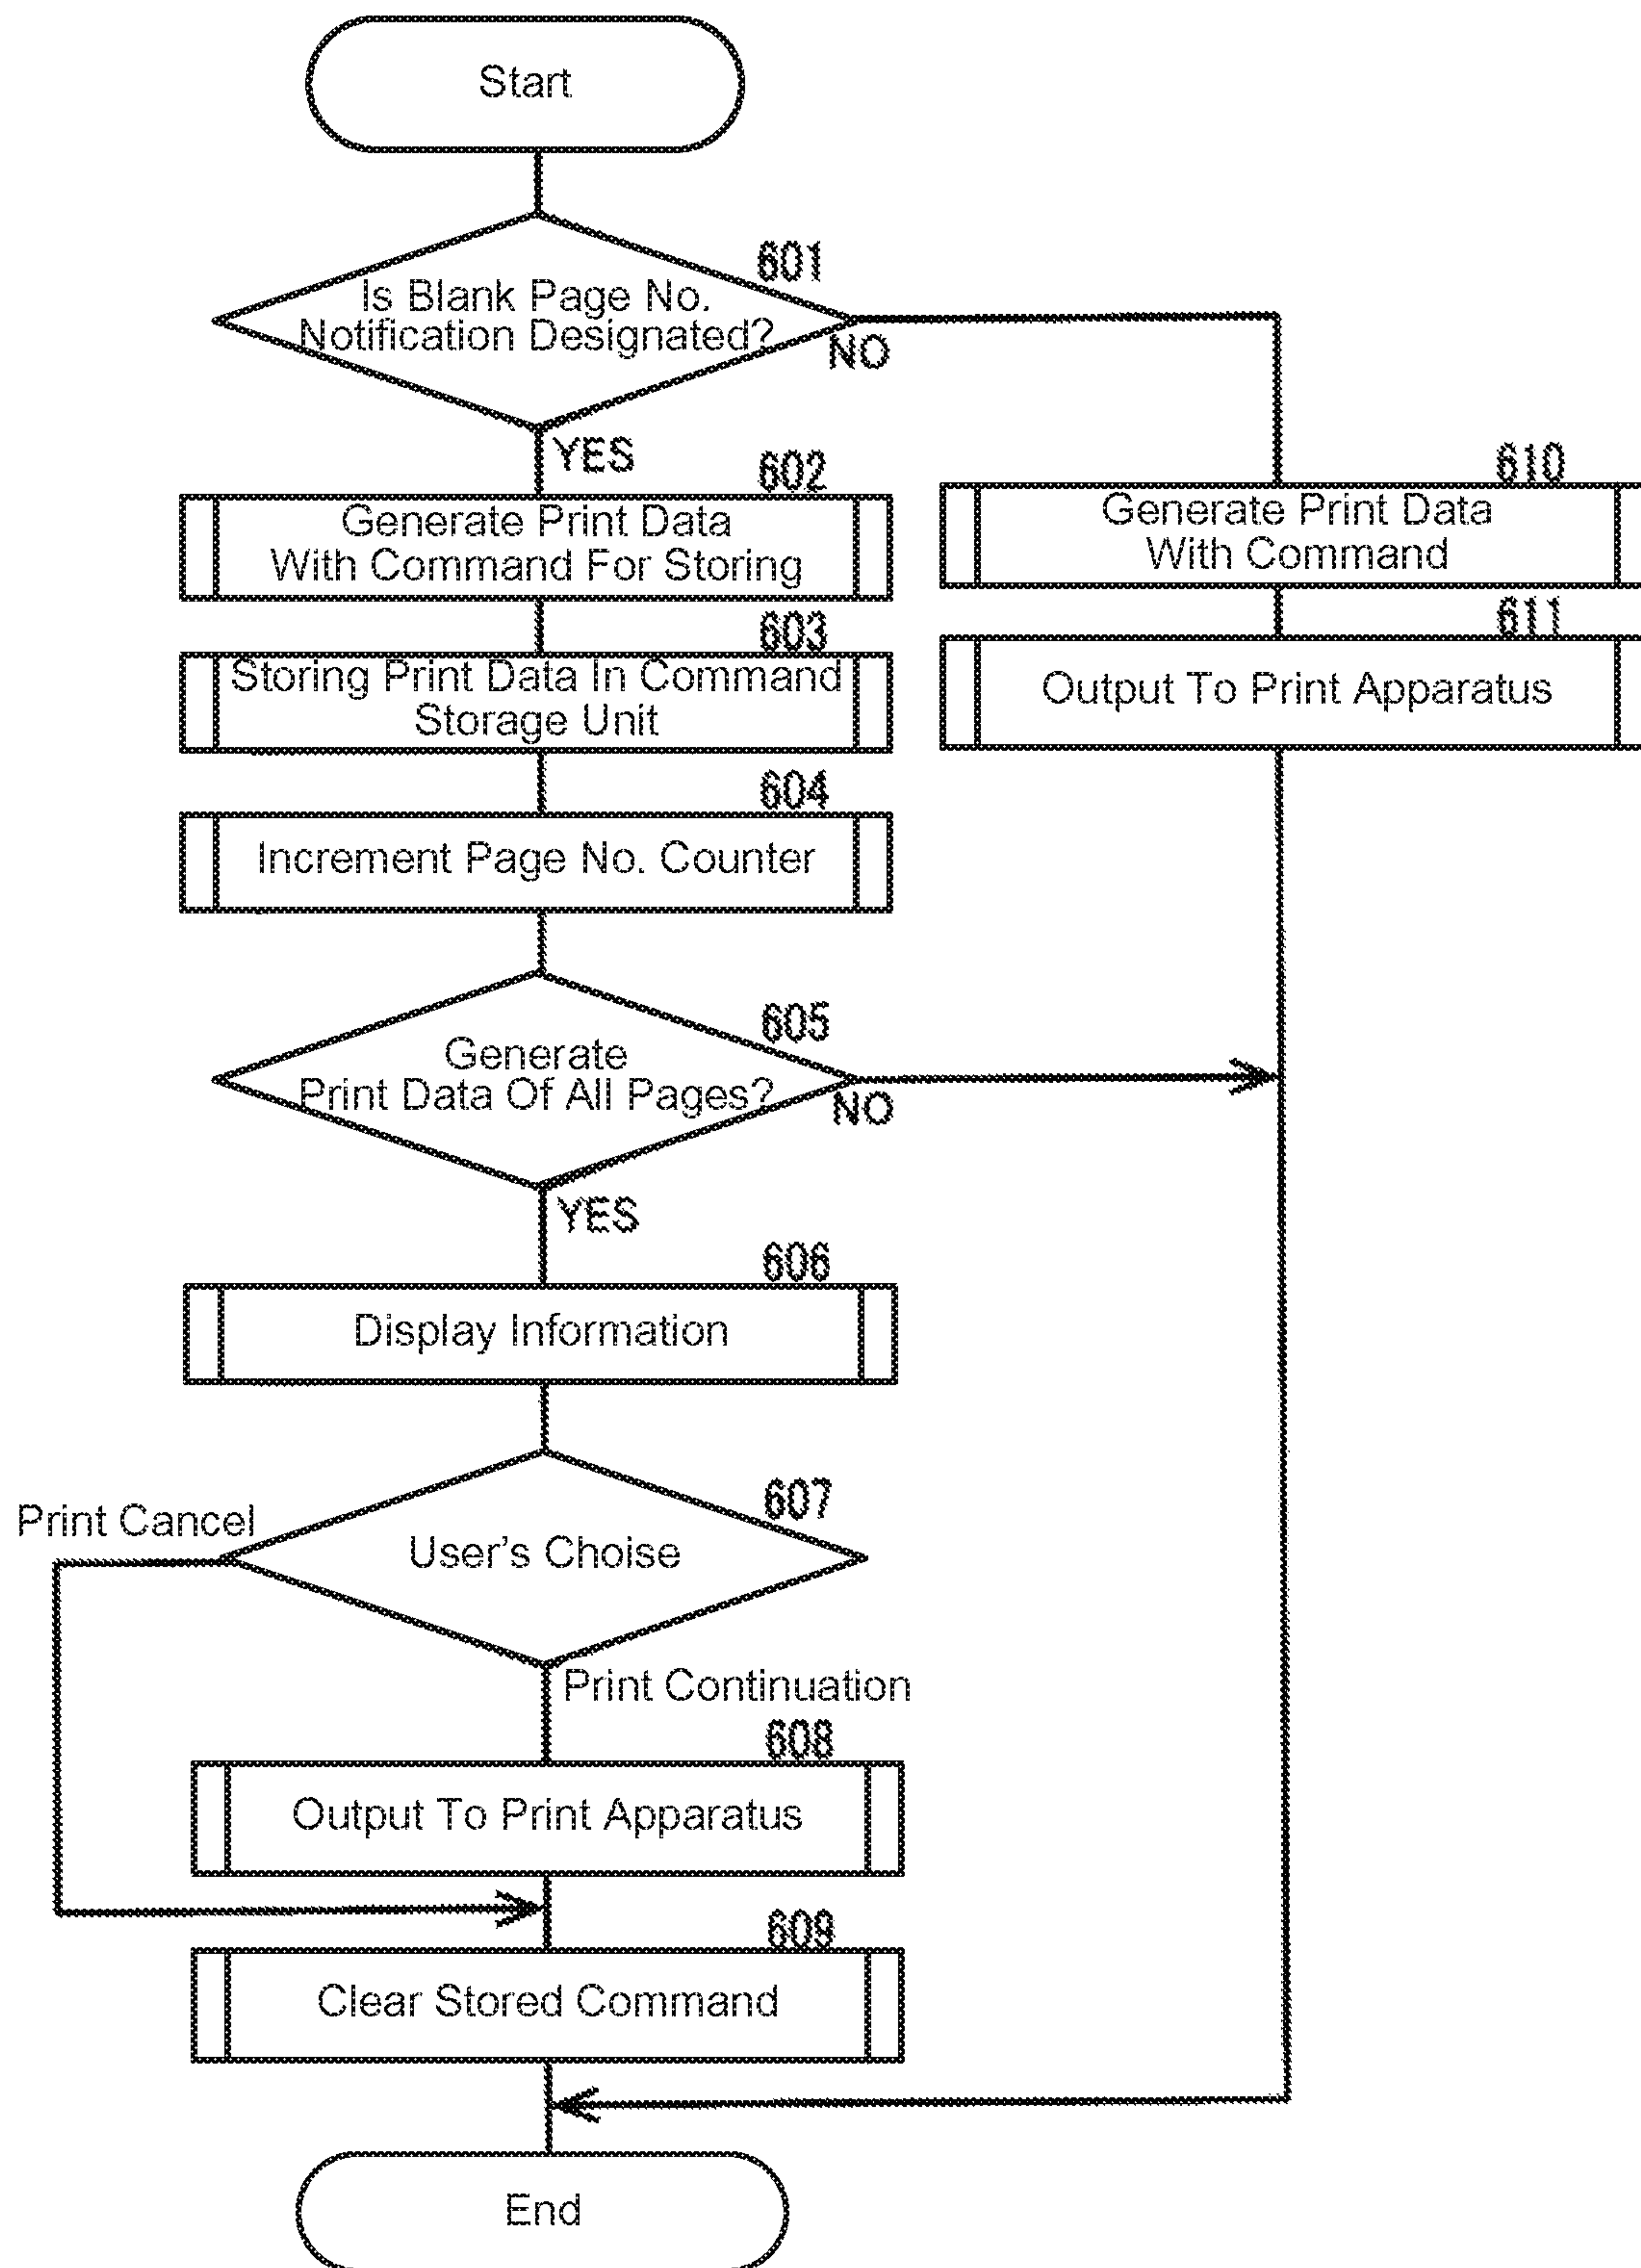 Start
601
Is Blank Page No.
Notification Designated?
NO
YES
602
Generate Print Data
With Command For Storing
610
Generate Print Data
With Command
603
Storing Print Data In Command
Storage Unit
611
Output To Print Apparatus
604
Increment Page No. Counter
605
Generate
Print Data Of All Pages?
NO
YES
606
Display Information
607
Print Cancel
User's Choise
Print Continuation
608
Output To Print Apparatus
609
Clear Stored Command
End